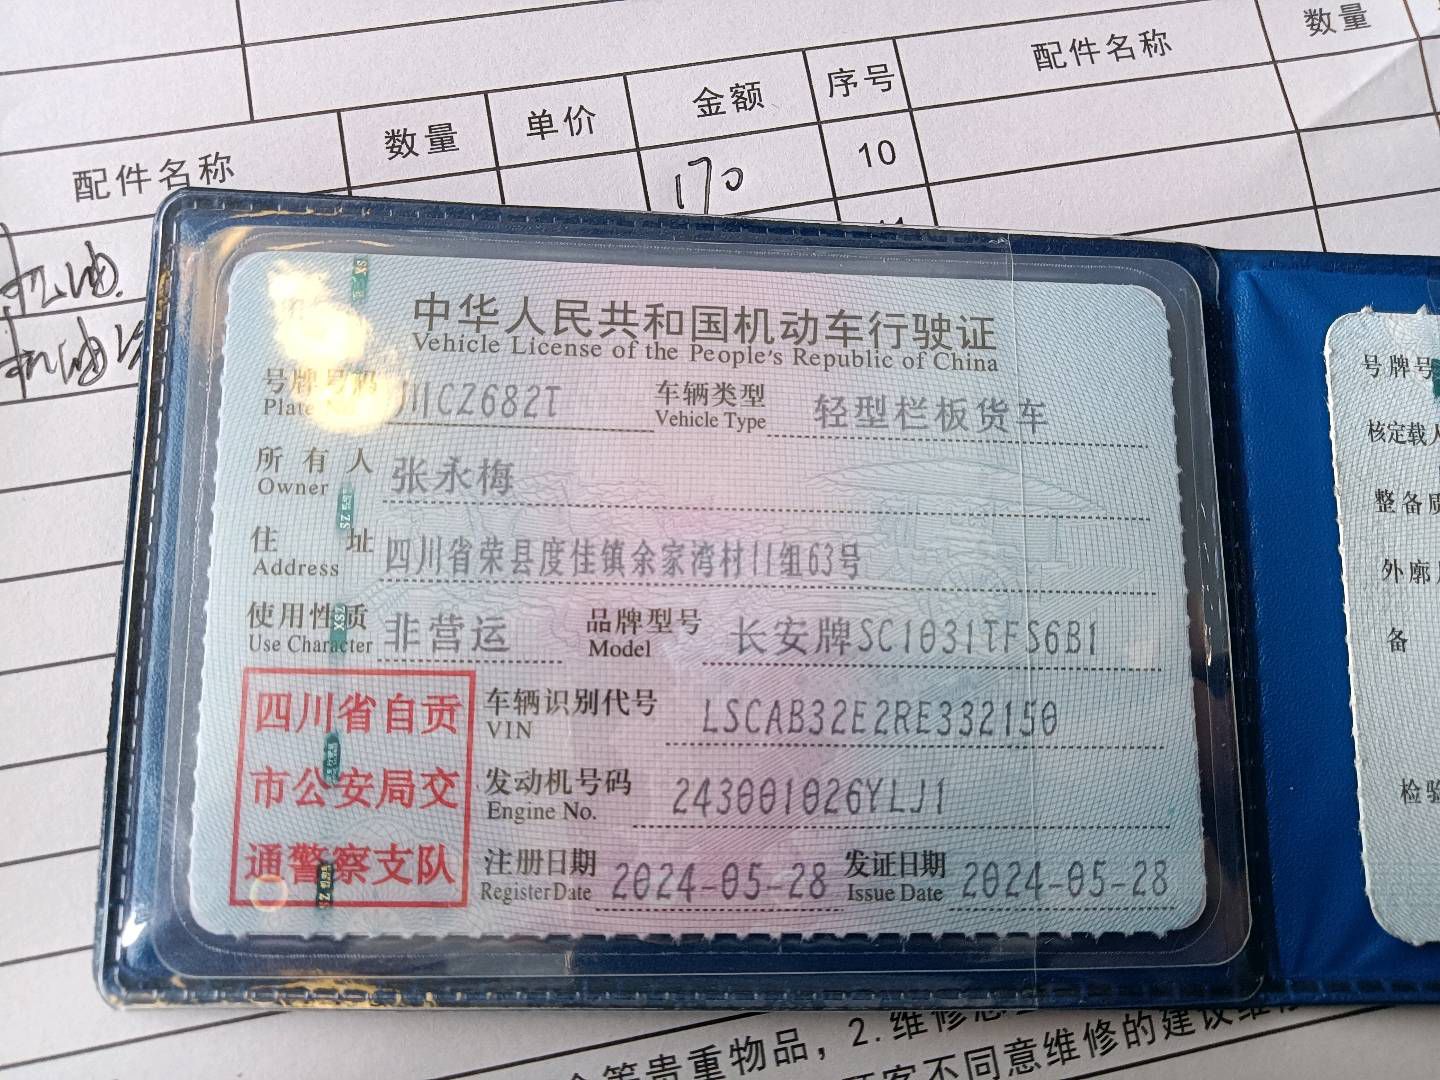 数量
配件名称
配件名称 数量 单价 金额 序号
170 10
机油
机油
中华人民共和国机动车行驶证
Vehicle License of the People's Republic of China
号牌号码 川CZ682T 车辆类型 轻型栏板货车
Plate Vehicle Type
所有人 张永梅
Owner
住址 四川省荣县度佳镇余家湾村11组63号
Address
使用性质 非营运 品牌型号 长安牌SC1031TFS6B1
Use Character Model
四川省自贡
市公安局交
通警察支队
车辆识别代号 LSCAB32E2RE332150
VIN
发动机号码 243001026YLJ1
Engine No.
注册日期 2024-05-28 发证日期 2024-05-28
Register Date Issue Date
号牌号
核定载人
整备质
外廓
备
检验
等贵重物品，2.维修
不同意维修的建议维